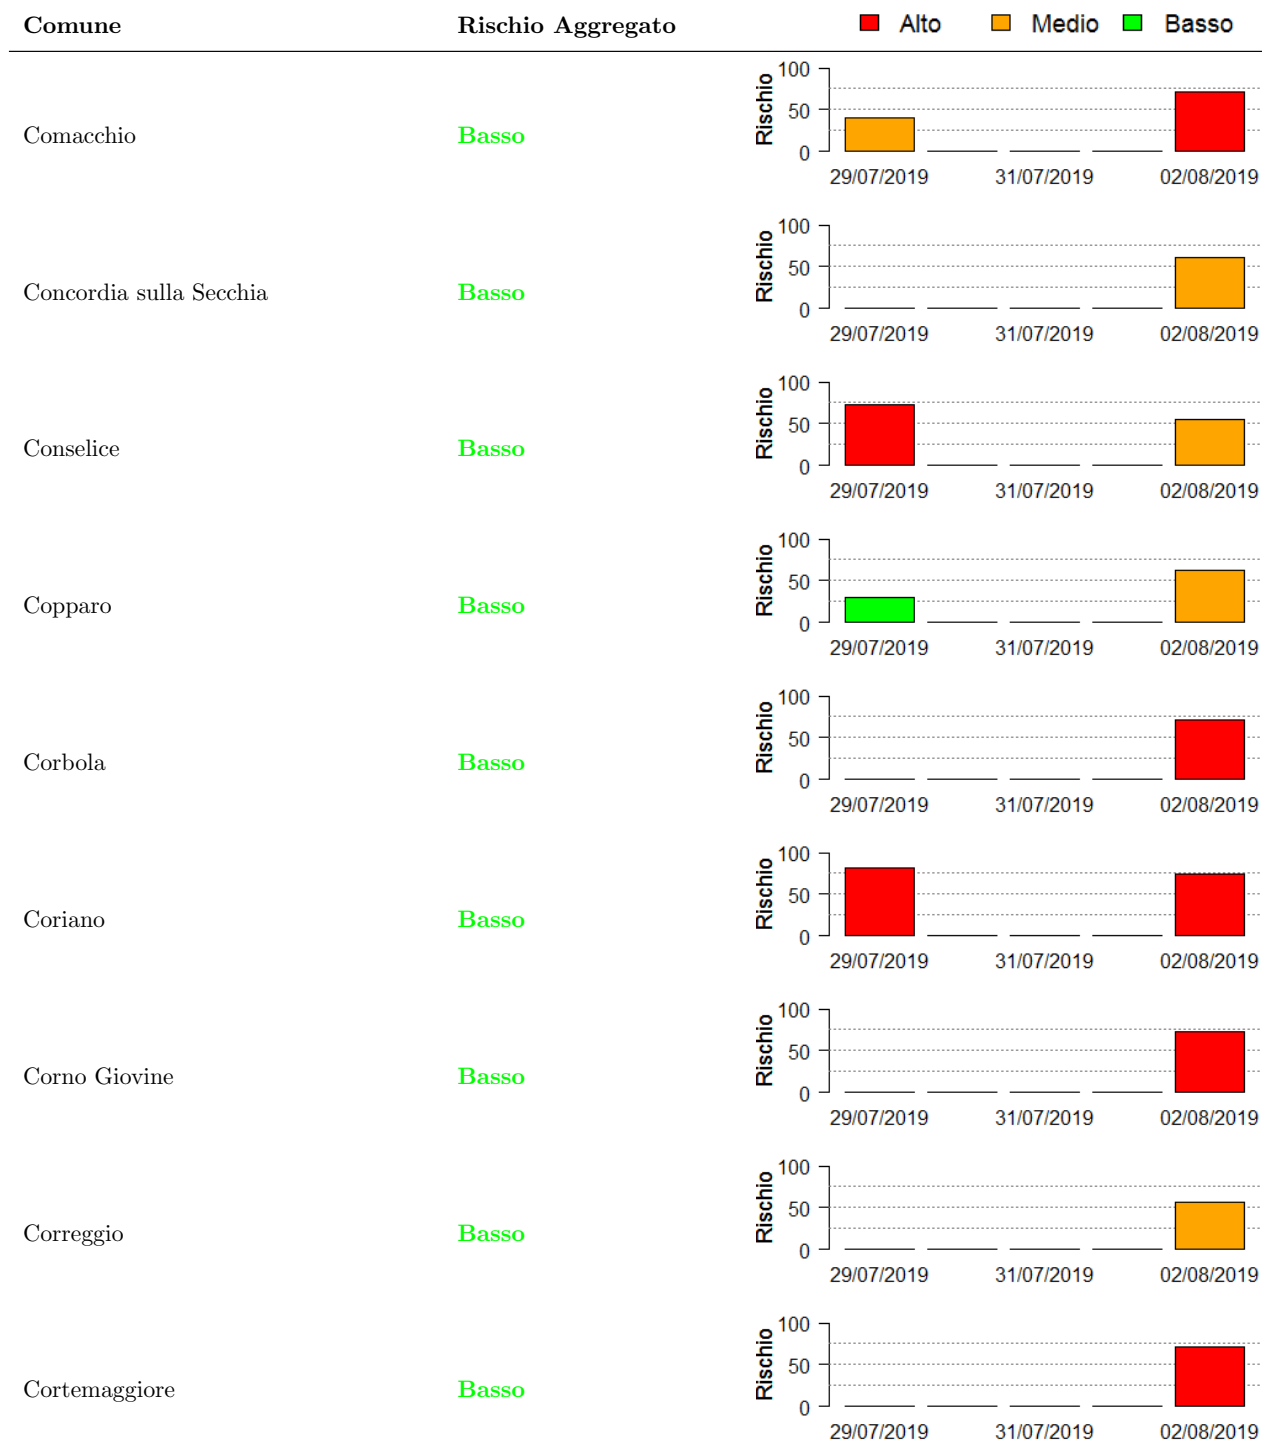 Comune Rischio Aggregato Alto Medio Basso
Comacchio Basso
Rischio
100
50
0
29/07/2019 31/07/2019 02/08/2019
Concordia sulla Secchia Basso
Rischio
100
50
0
29/07/2019 31/07/2019 02/08/2019
Conselice Basso
Rischio
100
50
0
29/07/2019 31/07/2019 02/08/2019
Copparo Basso
Rischio
100
50
0
29/07/2019 31/07/2019 02/08/2019
Corbola Basso
Rischio
100
50
0
29/07/2019 31/07/2019 02/08/2019
Coriano Basso
Rischio
100
50
0
29/07/2019 31/07/2019 02/08/2019
Corno Giovine Basso
Rischio
100
50
0
29/07/2019 31/07/2019 02/08/2019
Correggio Basso
Rischio
100
50
0
29/07/2019 31/07/2019 02/08/2019
Cortemaggiore Basso
Rischio
100
50
0
29/07/2019 31/07/2019 02/08/2019